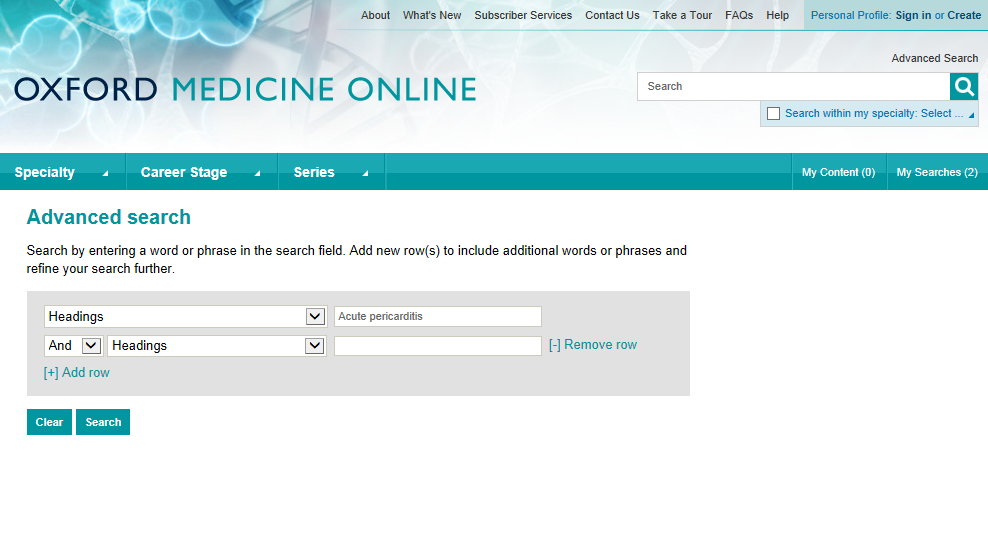 About What's New Subscriber Services Contact Us Take a Tour FAQs Help Personal Profile: Sign in or Create
Advanced Search
OXFORD MEDICINE ONLINE
Search
Search within my specialty: Select ...
Specialty Career Stage Series My Content (0) My Searches (2)
Advanced search
Search by entering a word or phrase in the search field. Add new row(s) to include additional words or phrases and
refine your search further.
Headings Acute pericarditis
And Headings [-] Remove row
[+] Add row
Clear Search